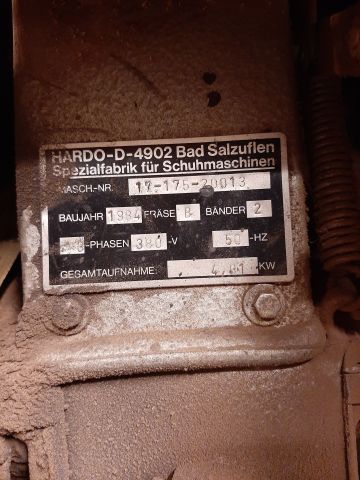 HARDO-D-4902 Bad Salzuflen
Spezialfabrik für Schuhmaschinen
MASCH.-NR. 17-175-20013
BAUJAHR 1984 FRÄSE B BÄNDER 2
-PHASEN 380-V 50-HZ
GESAMTAUFNAHME: KW